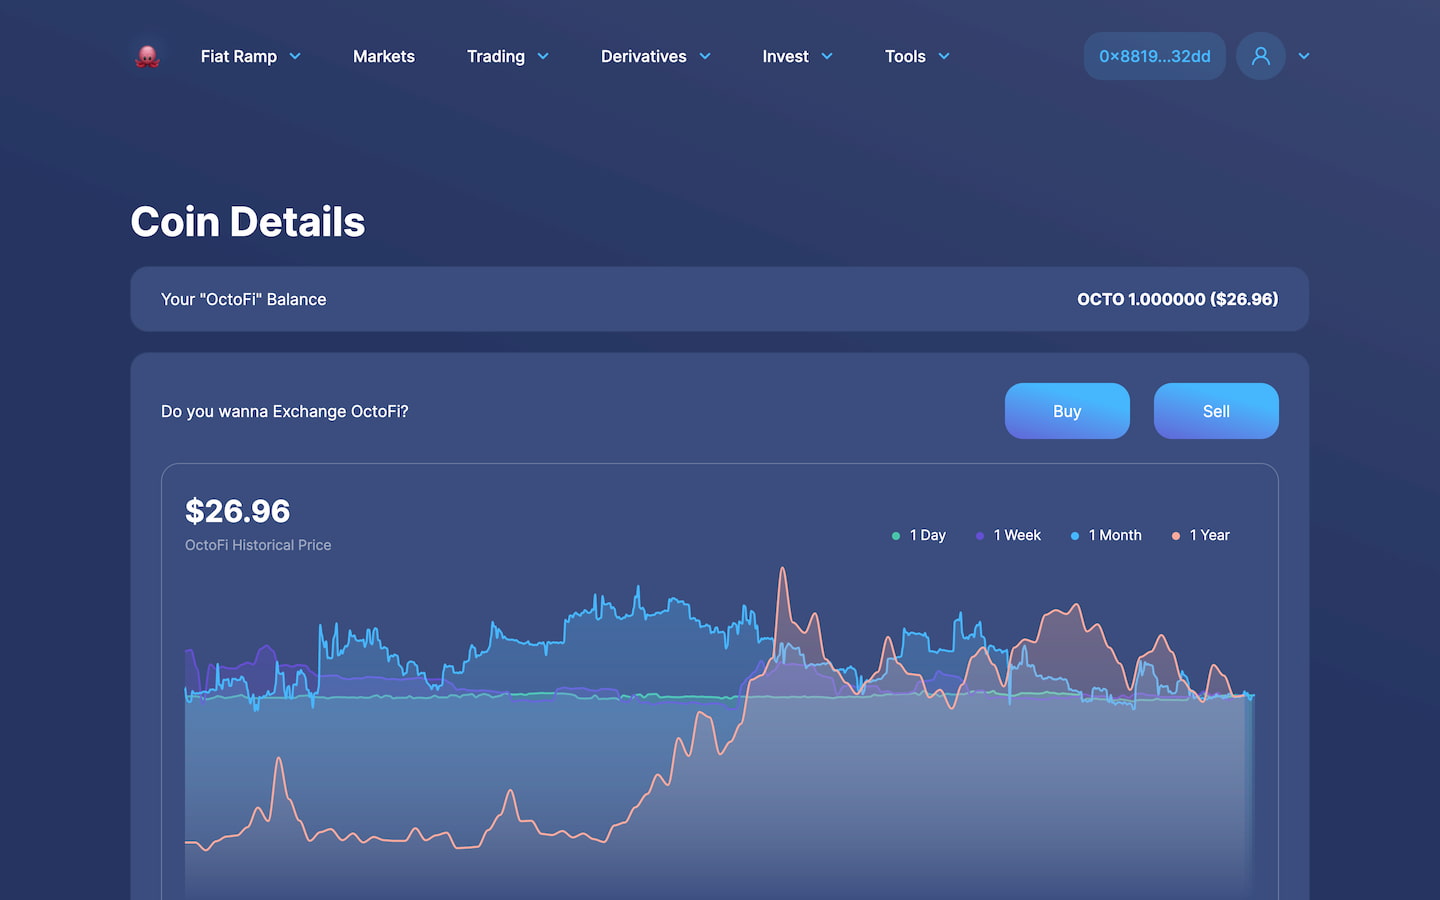 Fiat Ramp Markets Trading Derivatives Invest Tools 0×8819...32dd
Coin Details
Your "OctoFi" Balance OCTO 1.000000 ($26.96)
Do you wanna Exchange OctoFi? Buy Sell
$26.96
OctoFi Historical Price
1 Day 1 Week 1 Month 1 Year